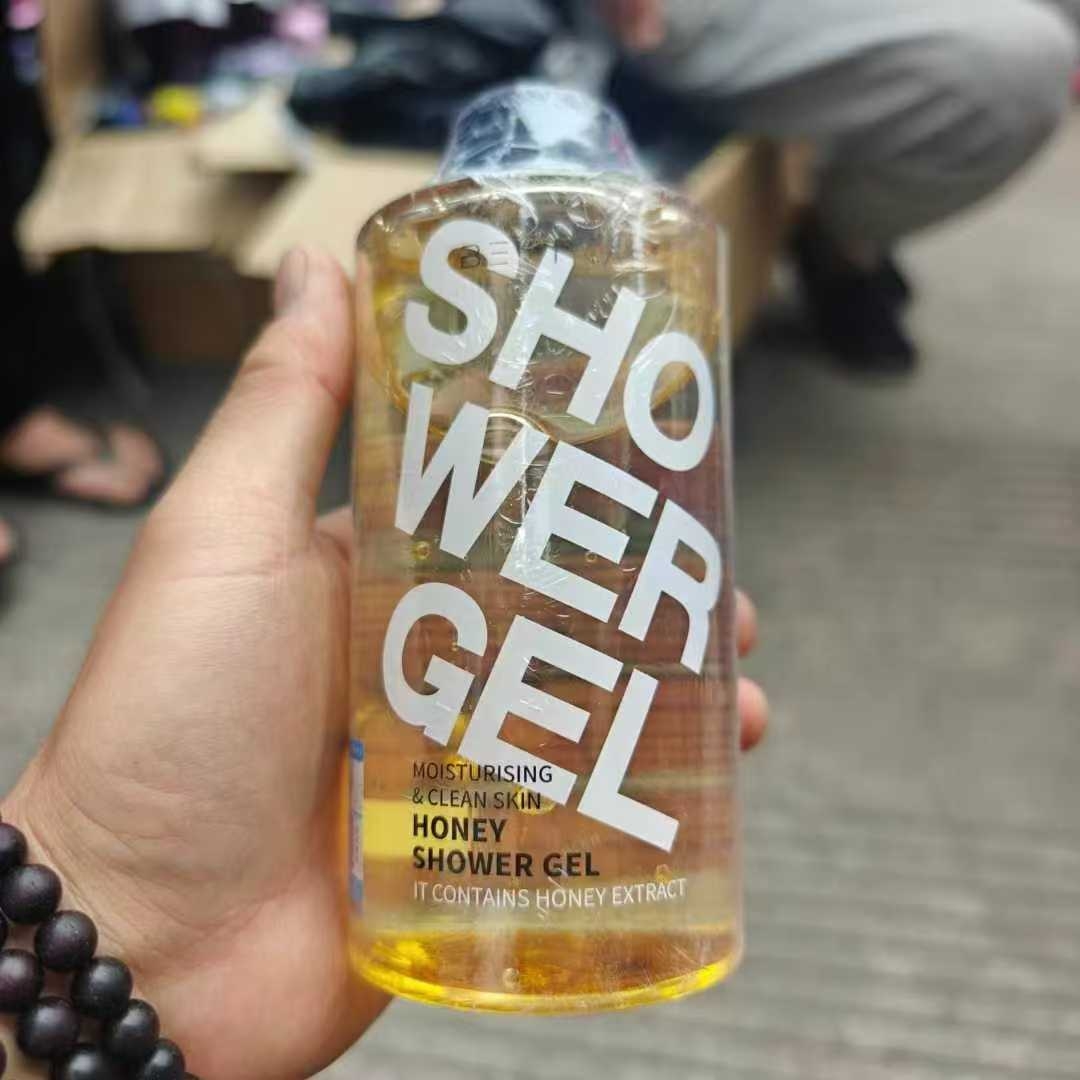 SHO
WER
GEL
MOISTURISING
& CLEAN SKIN
HONEY
SHOWER GEL
IT CONTAINS HONEY EXTRACT